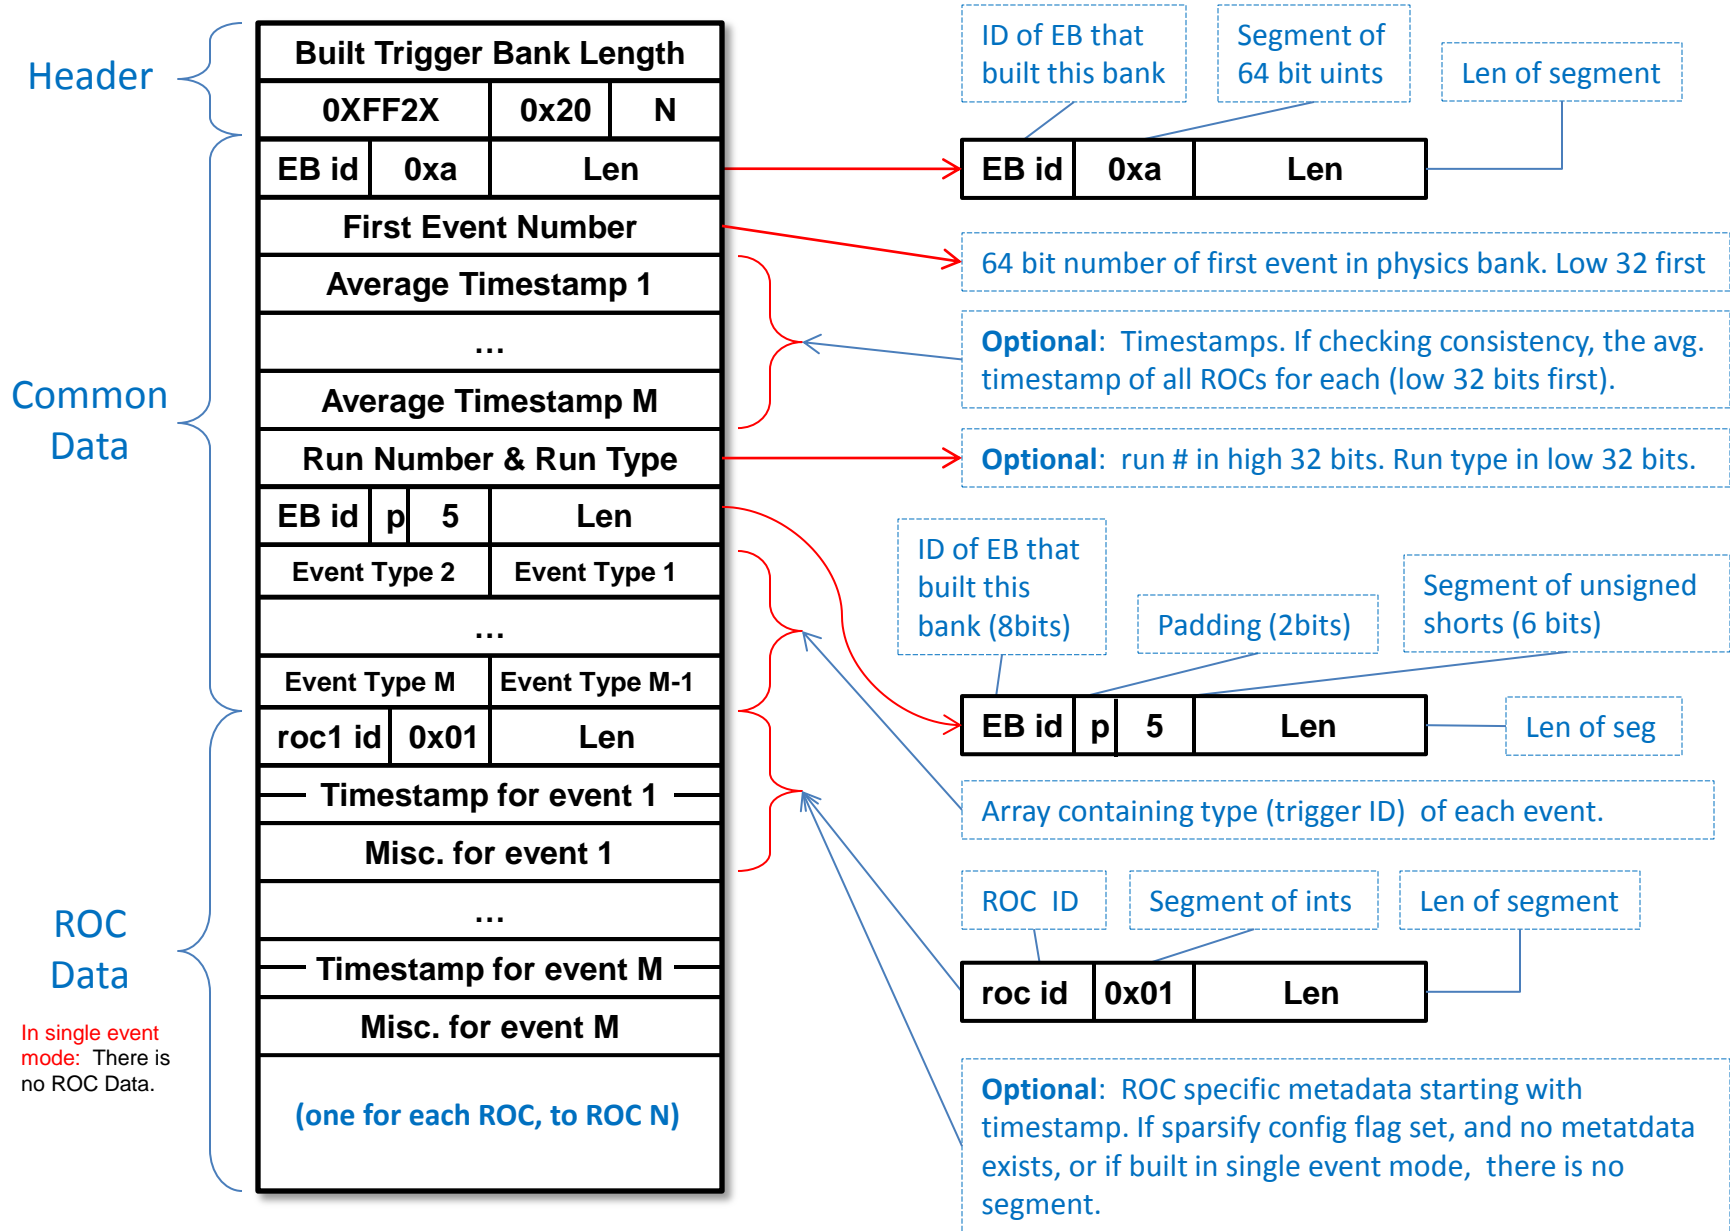 Header
Common
Data
ROC
Data
In single event
mode: There is
no ROC Data.
Built Trigger Bank Length
0XFF2X 0x20 N
EB id 0xa Len
First Event Number
Average Timestamp 1
...
Average Timestamp M
Run Number & Run Type
EB id p 5 Len
Event Type 2 Event Type 1
...
Event Type M Event Type M-1
roc1 id 0x01 Len
Timestamp for event 1
Misc. for event 1
...
Timestamp for event M
Misc. for event M
(one for each ROC, to ROC N)
ID of EB that
built this bank
Segment of
64 bit uints
Len of segment
EB id 0xa Len
64 bit number of first event in physics bank. Low 32 first
Optional: Timestamps. If checking consistency, the avg.
timestamp of all ROCs for each (low 32 bits first).
Optional: run # in high 32 bits. Run type in low 32 bits.
ID of EB that
built this
bank (8bits)
Padding (2bits)
Segment of unsigned
shorts (6 bits)
EB id p 5 Len
Len of seg
Array containing type (trigger ID) of each event.
ROC ID
Segment of ints
Len of segment
roc id 0x01 Len
Optional: ROC specific metadata starting with
timestamp. If sparsify config flag set, and no metatdata
exists, or if built in single event mode, there is no
segment.